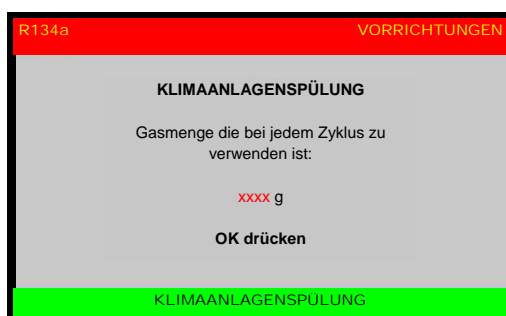 R134a VORRICHTUNGEN
KLIMAANLAGENSPÜLUNG
Gasmenge die bei jedem Zyklus zu
verwenden ist:
xxxx g
OK drücken
KLIMAANLAGENSPÜLUNG